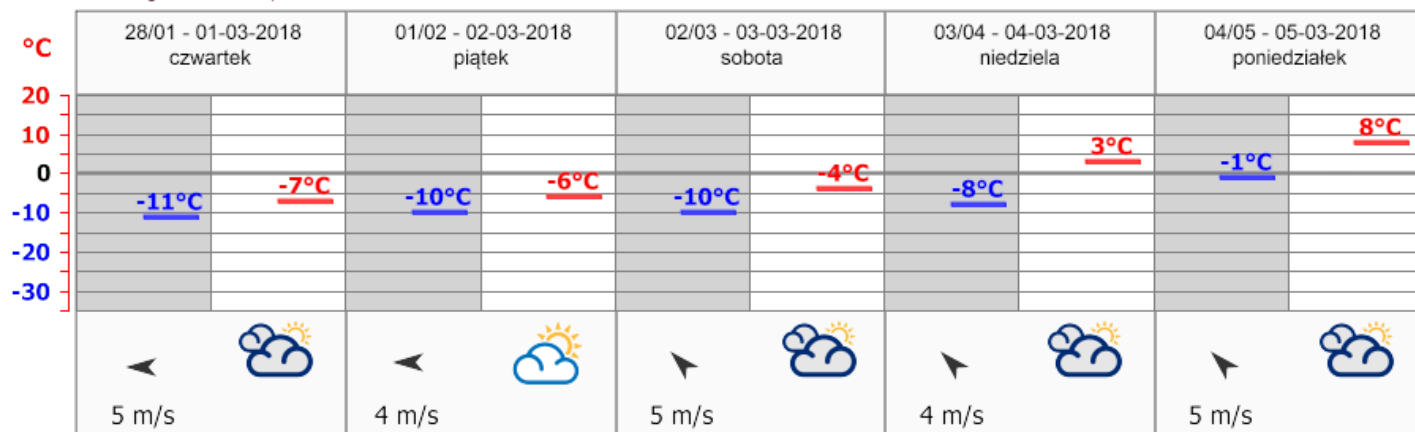 °C
28/01 - 01-03-2018
czwartek
01/02 - 02-03-2018
piątek
02/03 - 03-03-2018
sobota
03/04 - 04-03-2018
niedziela
04/05 - 05-03-2018
poniedziałek
20
10
0
-10
-20
-30
-11°C
-7°C
-10°C
-6°C
-10°C
-4°C
-8°C
3°C
-1°C
8°C
5 m/s
4 m/s
5 m/s
4 m/s
5 m/s